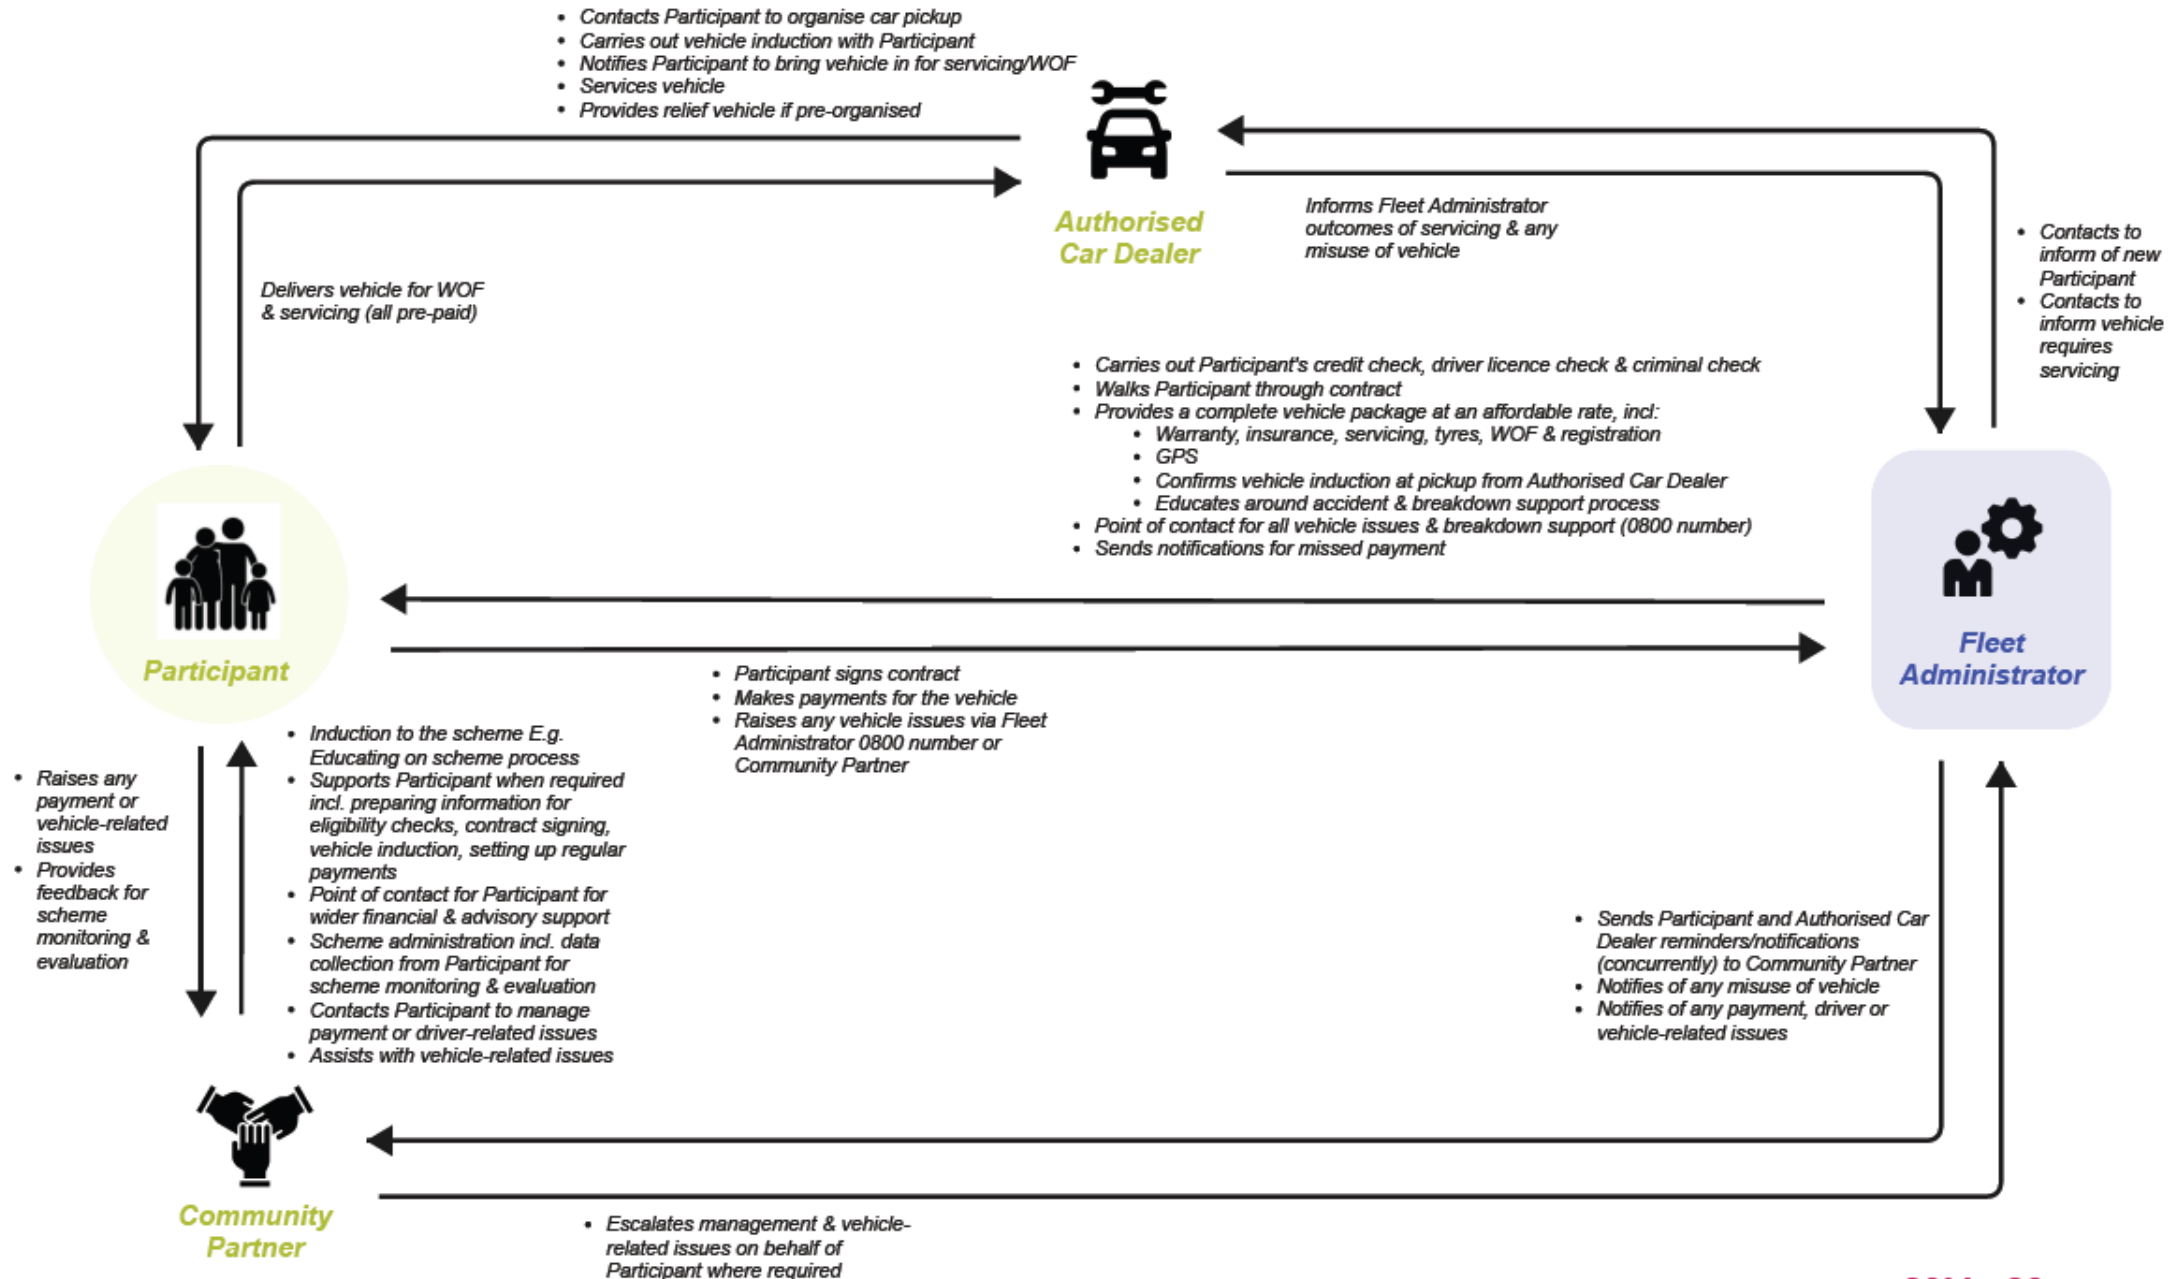 • Contacts Participant to organise car pickup
• Carries out vehicle induction with Participant
• Notifies Participant to bring vehicle in for servicing/WOF
• Services vehicle
• Provides relief vehicle if pre-organised
Authorised
Car Dealer
Informs Fleet Administrator
outcomes of servicing & any
misuse of vehicle
• Contacts to
inform of new
Participant
• Contacts to
inform vehicle
requires
servicing
Delivers vehicle for WOF
& servicing (all pre-paid)
• Carries out Participant's credit check, driver licence check & criminal check
• Walks Participant through contract
• Provides a complete vehicle package at an affordable rate, incl:
• Warranty, insurance, servicing, tyres, WOF & registration
• GPS
• Confirms vehicle induction at pickup from Authorised Car Dealer
• Educates around accident & breakdown support process
• Point of contact for all vehicle issues & breakdown support (0800 number)
• Sends notifications for missed payment
Participant
Fleet
Administrator
• Participant signs contract
• Makes payments for the vehicle
• Raises any vehicle issues via Fleet
Administrator 0800 number or
Community Partner
• Raises any
payment or
vehicle-related
issues
• Provides
feedback for
scheme
monitoring &
evaluation
• Induction to the scheme E.g.
Educating on scheme process
• Supports Participant when required
incl. preparing information for
eligibility checks, contract signing,
vehicle induction, setting up regular
payments
• Point of contact for Participant for
wider financial & advisory support
• Scheme administration incl. data
collection from Participant for
scheme monitoring & evaluation
• Contacts Participant to manage
payment or driver-related issues
• Assists with vehicle-related issues
• Sends Participant and Authorised Car
Dealer reminders/notifications
(concurrently) to Community Partner
• Notifies of any misuse of vehicle
• Notifies of any payment, driver or
vehicle-related issues
Community
Partner
• Escalates management & vehicle-
related issues on behalf of
Participant where required